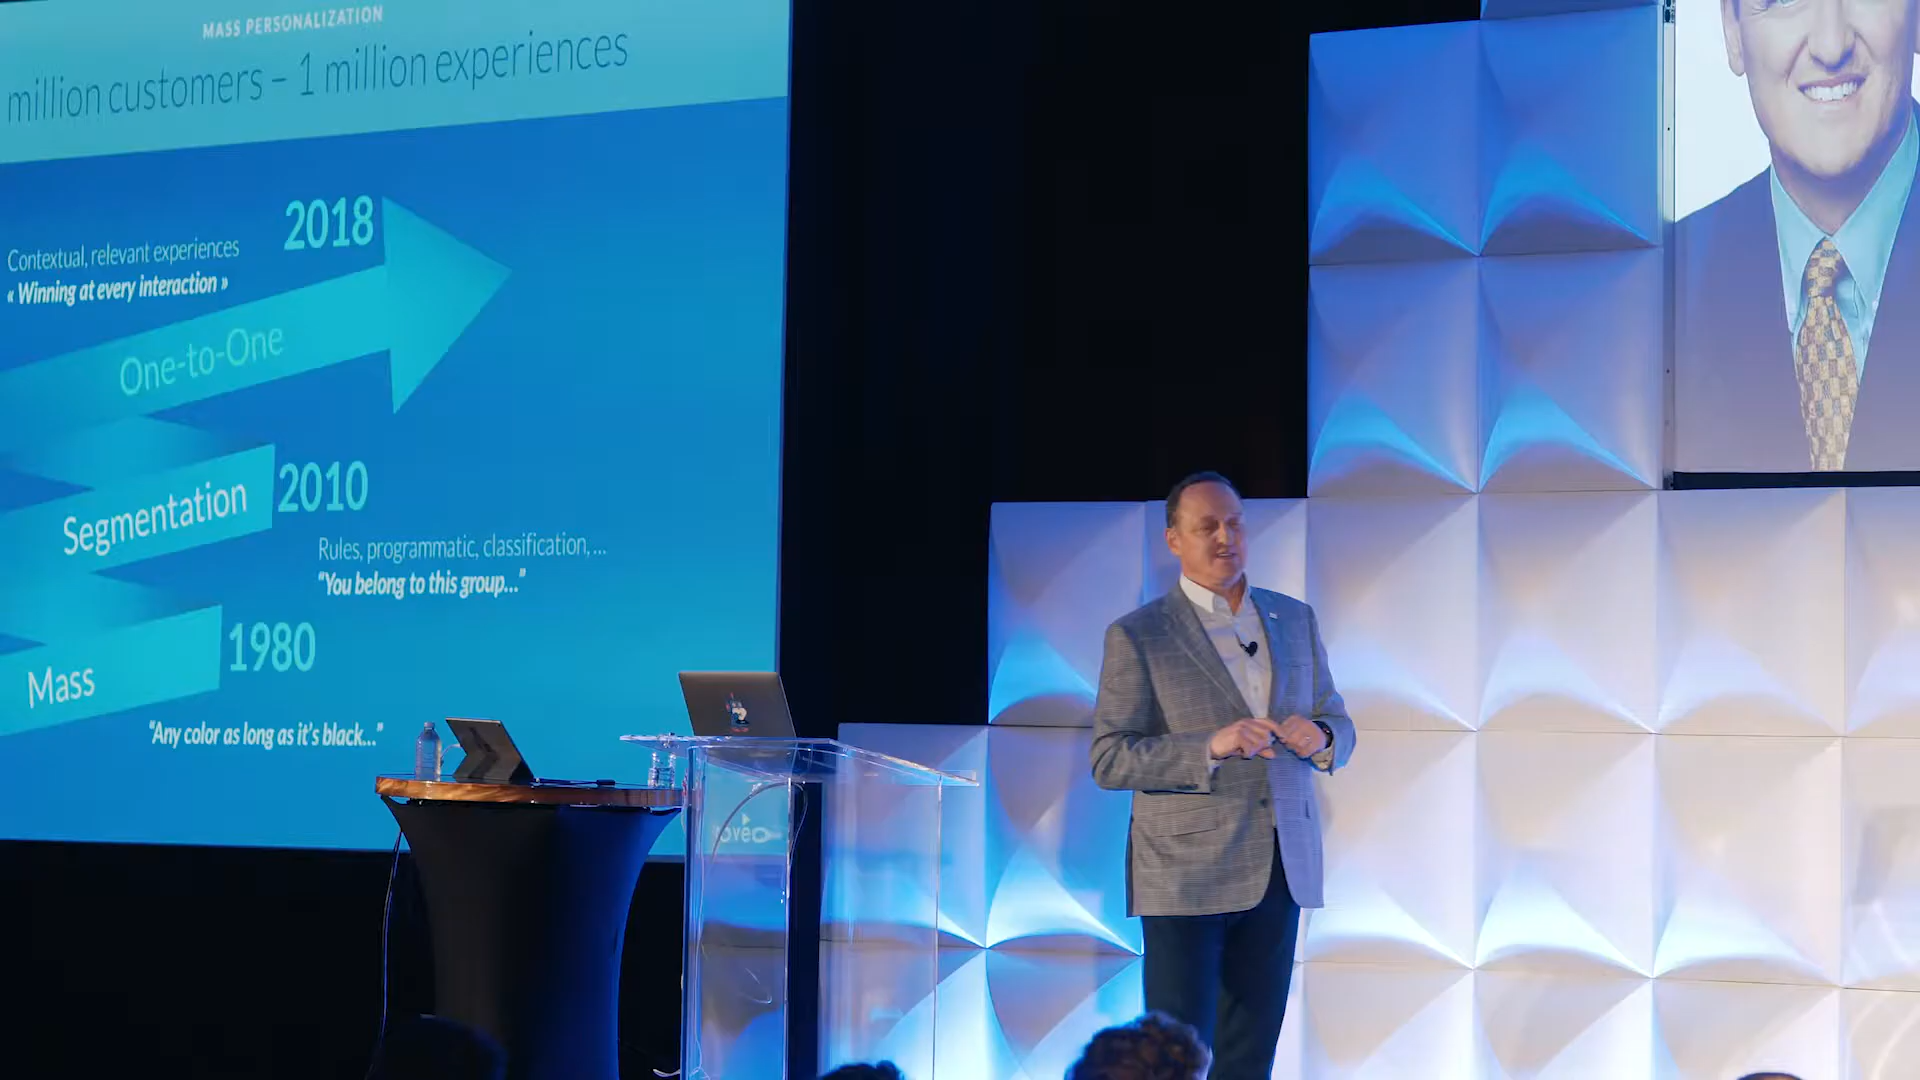 MASS PERSONALIZATION
million customers – 1 million experiences
2018
Contextual, relevant experiences
« Winning at every interaction »
One-to-One
Segmentation
2010
Rules, programmatic, classification, ...
“You belong to this group...”
Mass
1980
“Any color as long as it's black...”
coveo